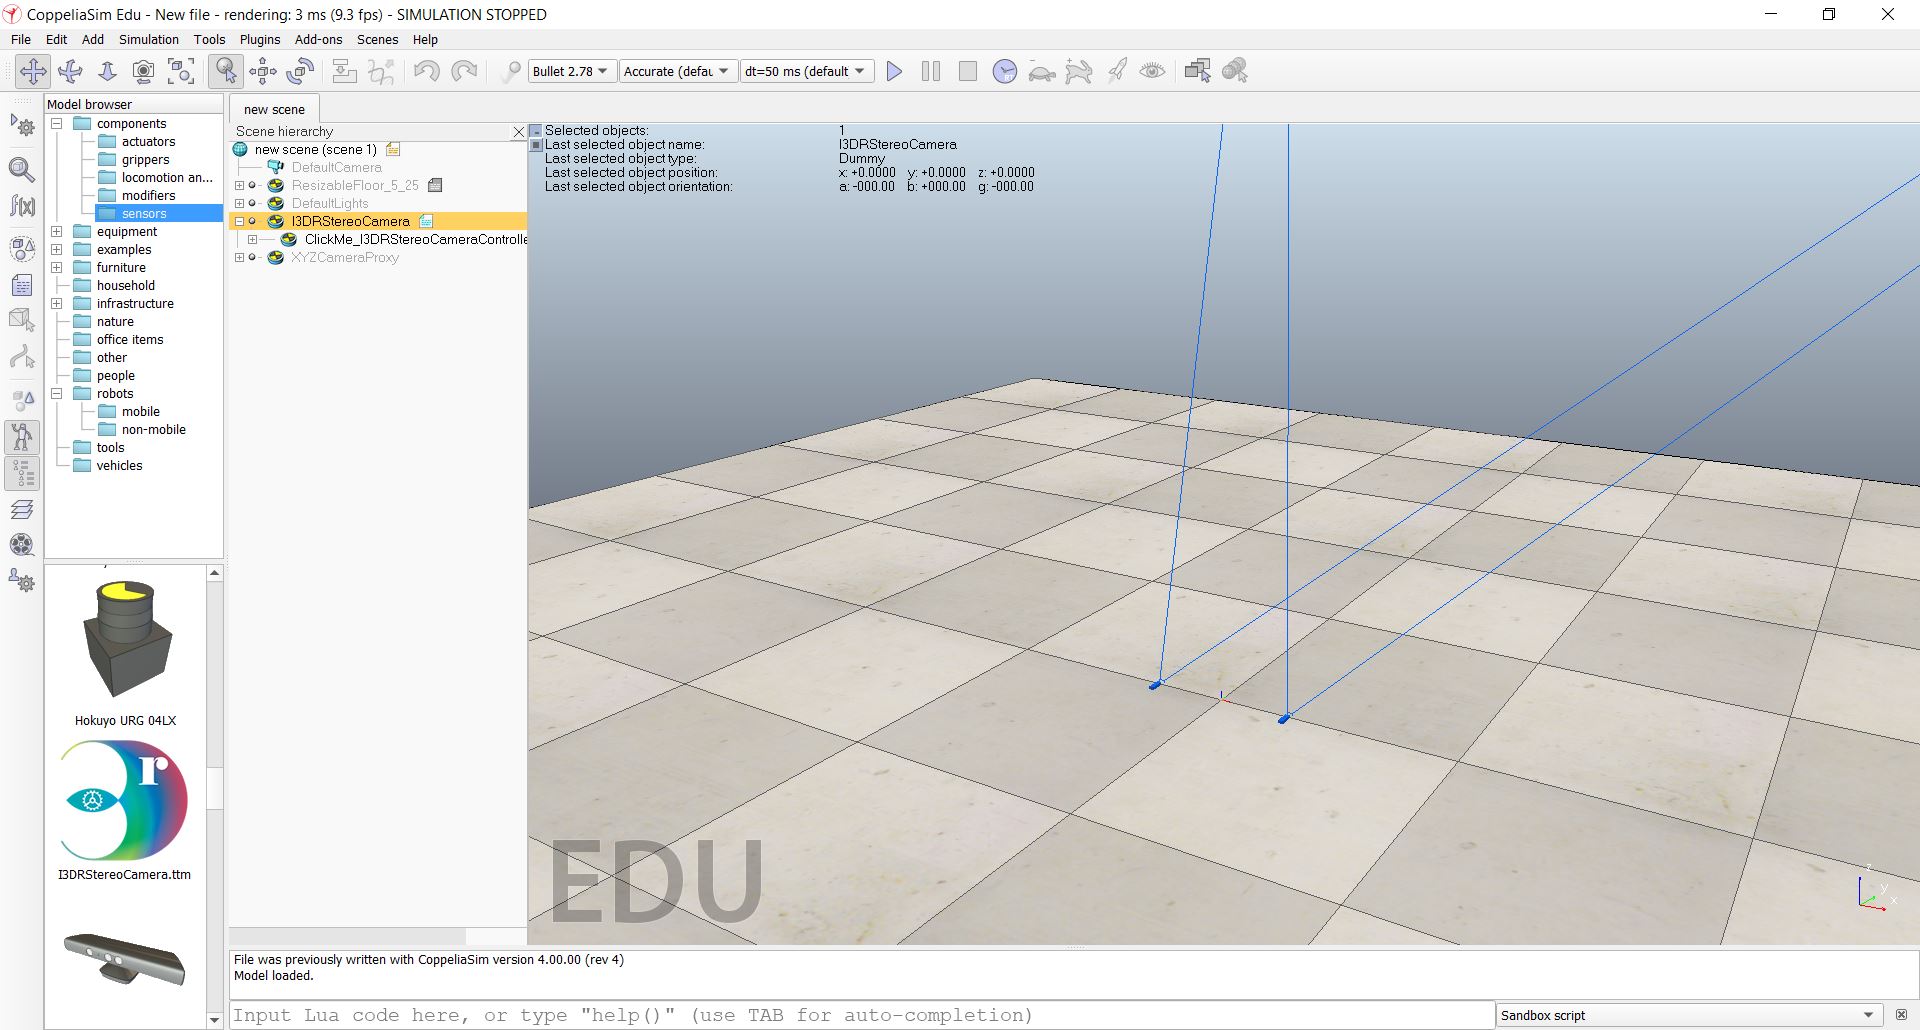 CoppeliaSim Edu - New file - rendering: 3 ms (9.3 fps) - SIMULATION STOPPED
File Edit Add Simulation Tools Plugins Add-ons Scenes Help
Bullet 2.78 Accurate (defau dt=50 ms (default
Model browser
components
actuators
grippers
locomotion an...
modifiers
sensors
equipment
examples
furniture
household
infrastructure
nature
office items
other
people
robots
mobile
non-mobile
tools
vehicles
Hokuyo URG 04LX
r
I3DRStereoCamera.ttm
new scene
Scene hierarchy
new scene (scene 1)
DefaultCamera
ResizableFloor_5_25
DefaultLights
I3DRStereoCamera
ClickMe_I3DRStereoCameraControlle
XYZCameraProxy
Selected objects: 1
Last selected object name: I3DRStereoCamera
Last selected object type: Dummy
Last selected object position: x: +0.0000 y: +0.0000 z: +0.0000
Last selected object orientation: a: -000.00 b: +000.00 g: -000.00
EDU
z
y
x
File was previously written with CoppeliaSim version 4.00.00 (rev 4)
Model loaded.
Input Lua code here, or type "help()" (use TAB for auto-completion)
Sandbox script